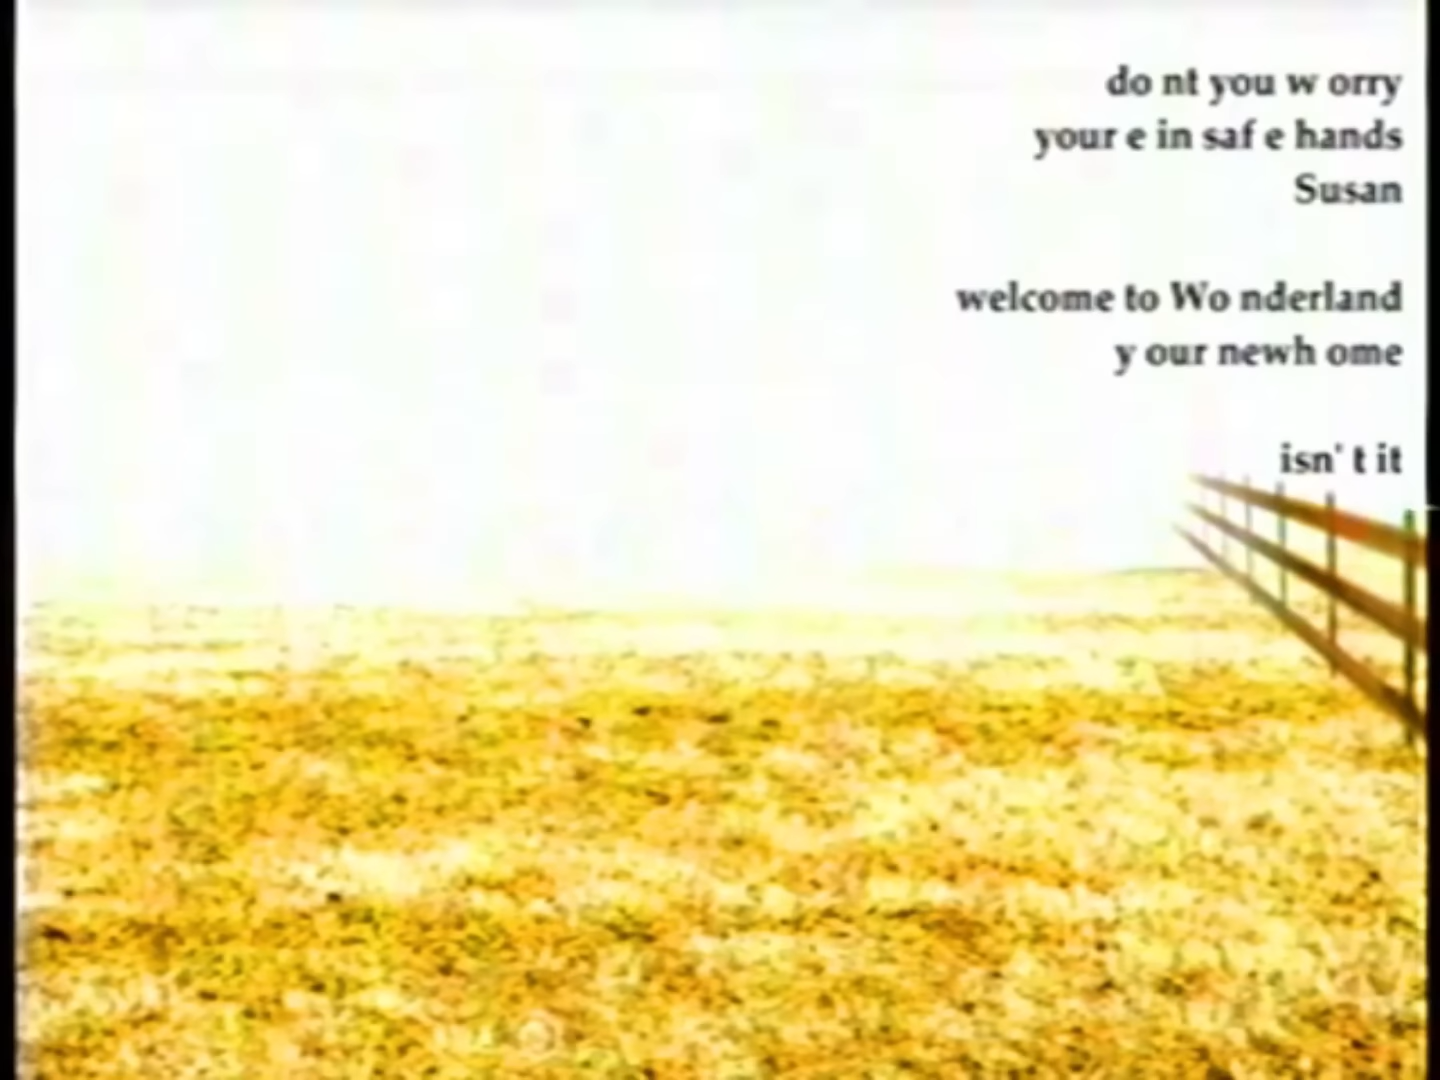 do nt you w orry
your e in saf e hands
Susan
welcome to Wo nderland
y our newh ome
isn' t it